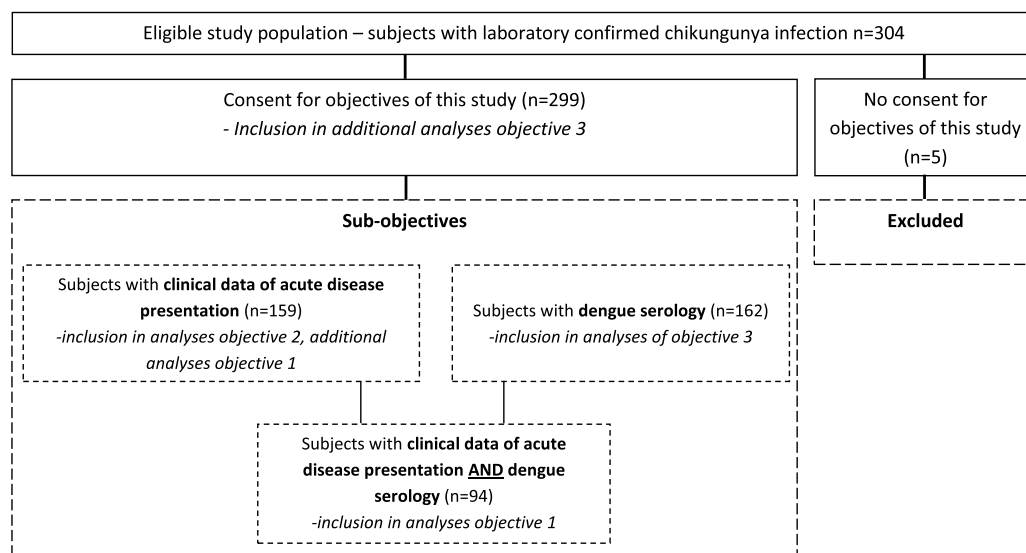 Eligible study population – subjects with laboratory confirmed chikungunya infection n=304
Consent for objectives of this study (n=299)
- Inclusion in additional analyses objective 3
No consent for
objectives of this study
(n=5)
Sub-objectives
Excluded
Subjects with clinical data of acute disease
presentation (n=159)
-inclusion in analyses objective 2, additional
analyses objective 1
Subjects with dengue serology (n=162)
-inclusion in analyses of objective 3
Subjects with clinical data of acute
disease presentation AND dengue
serology (n=94)
-inclusion in analyses objective 1